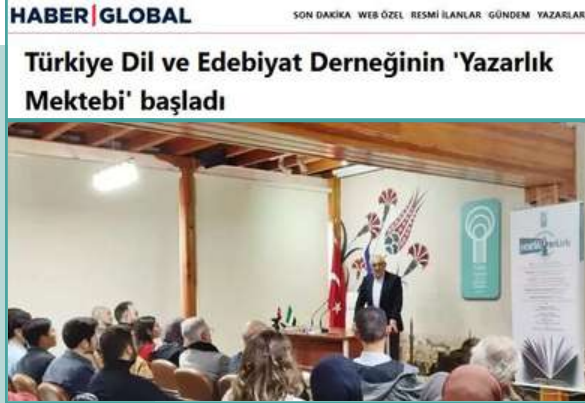 HABER|GLOBAL
SON DAKİKA WEB ÖZEL RESMİ İLANLAR GÜNDEM YAZARLAR
Türkiye Dil ve Edebiyat Derneğinin 'Yazarlık
Mektebi' başladı